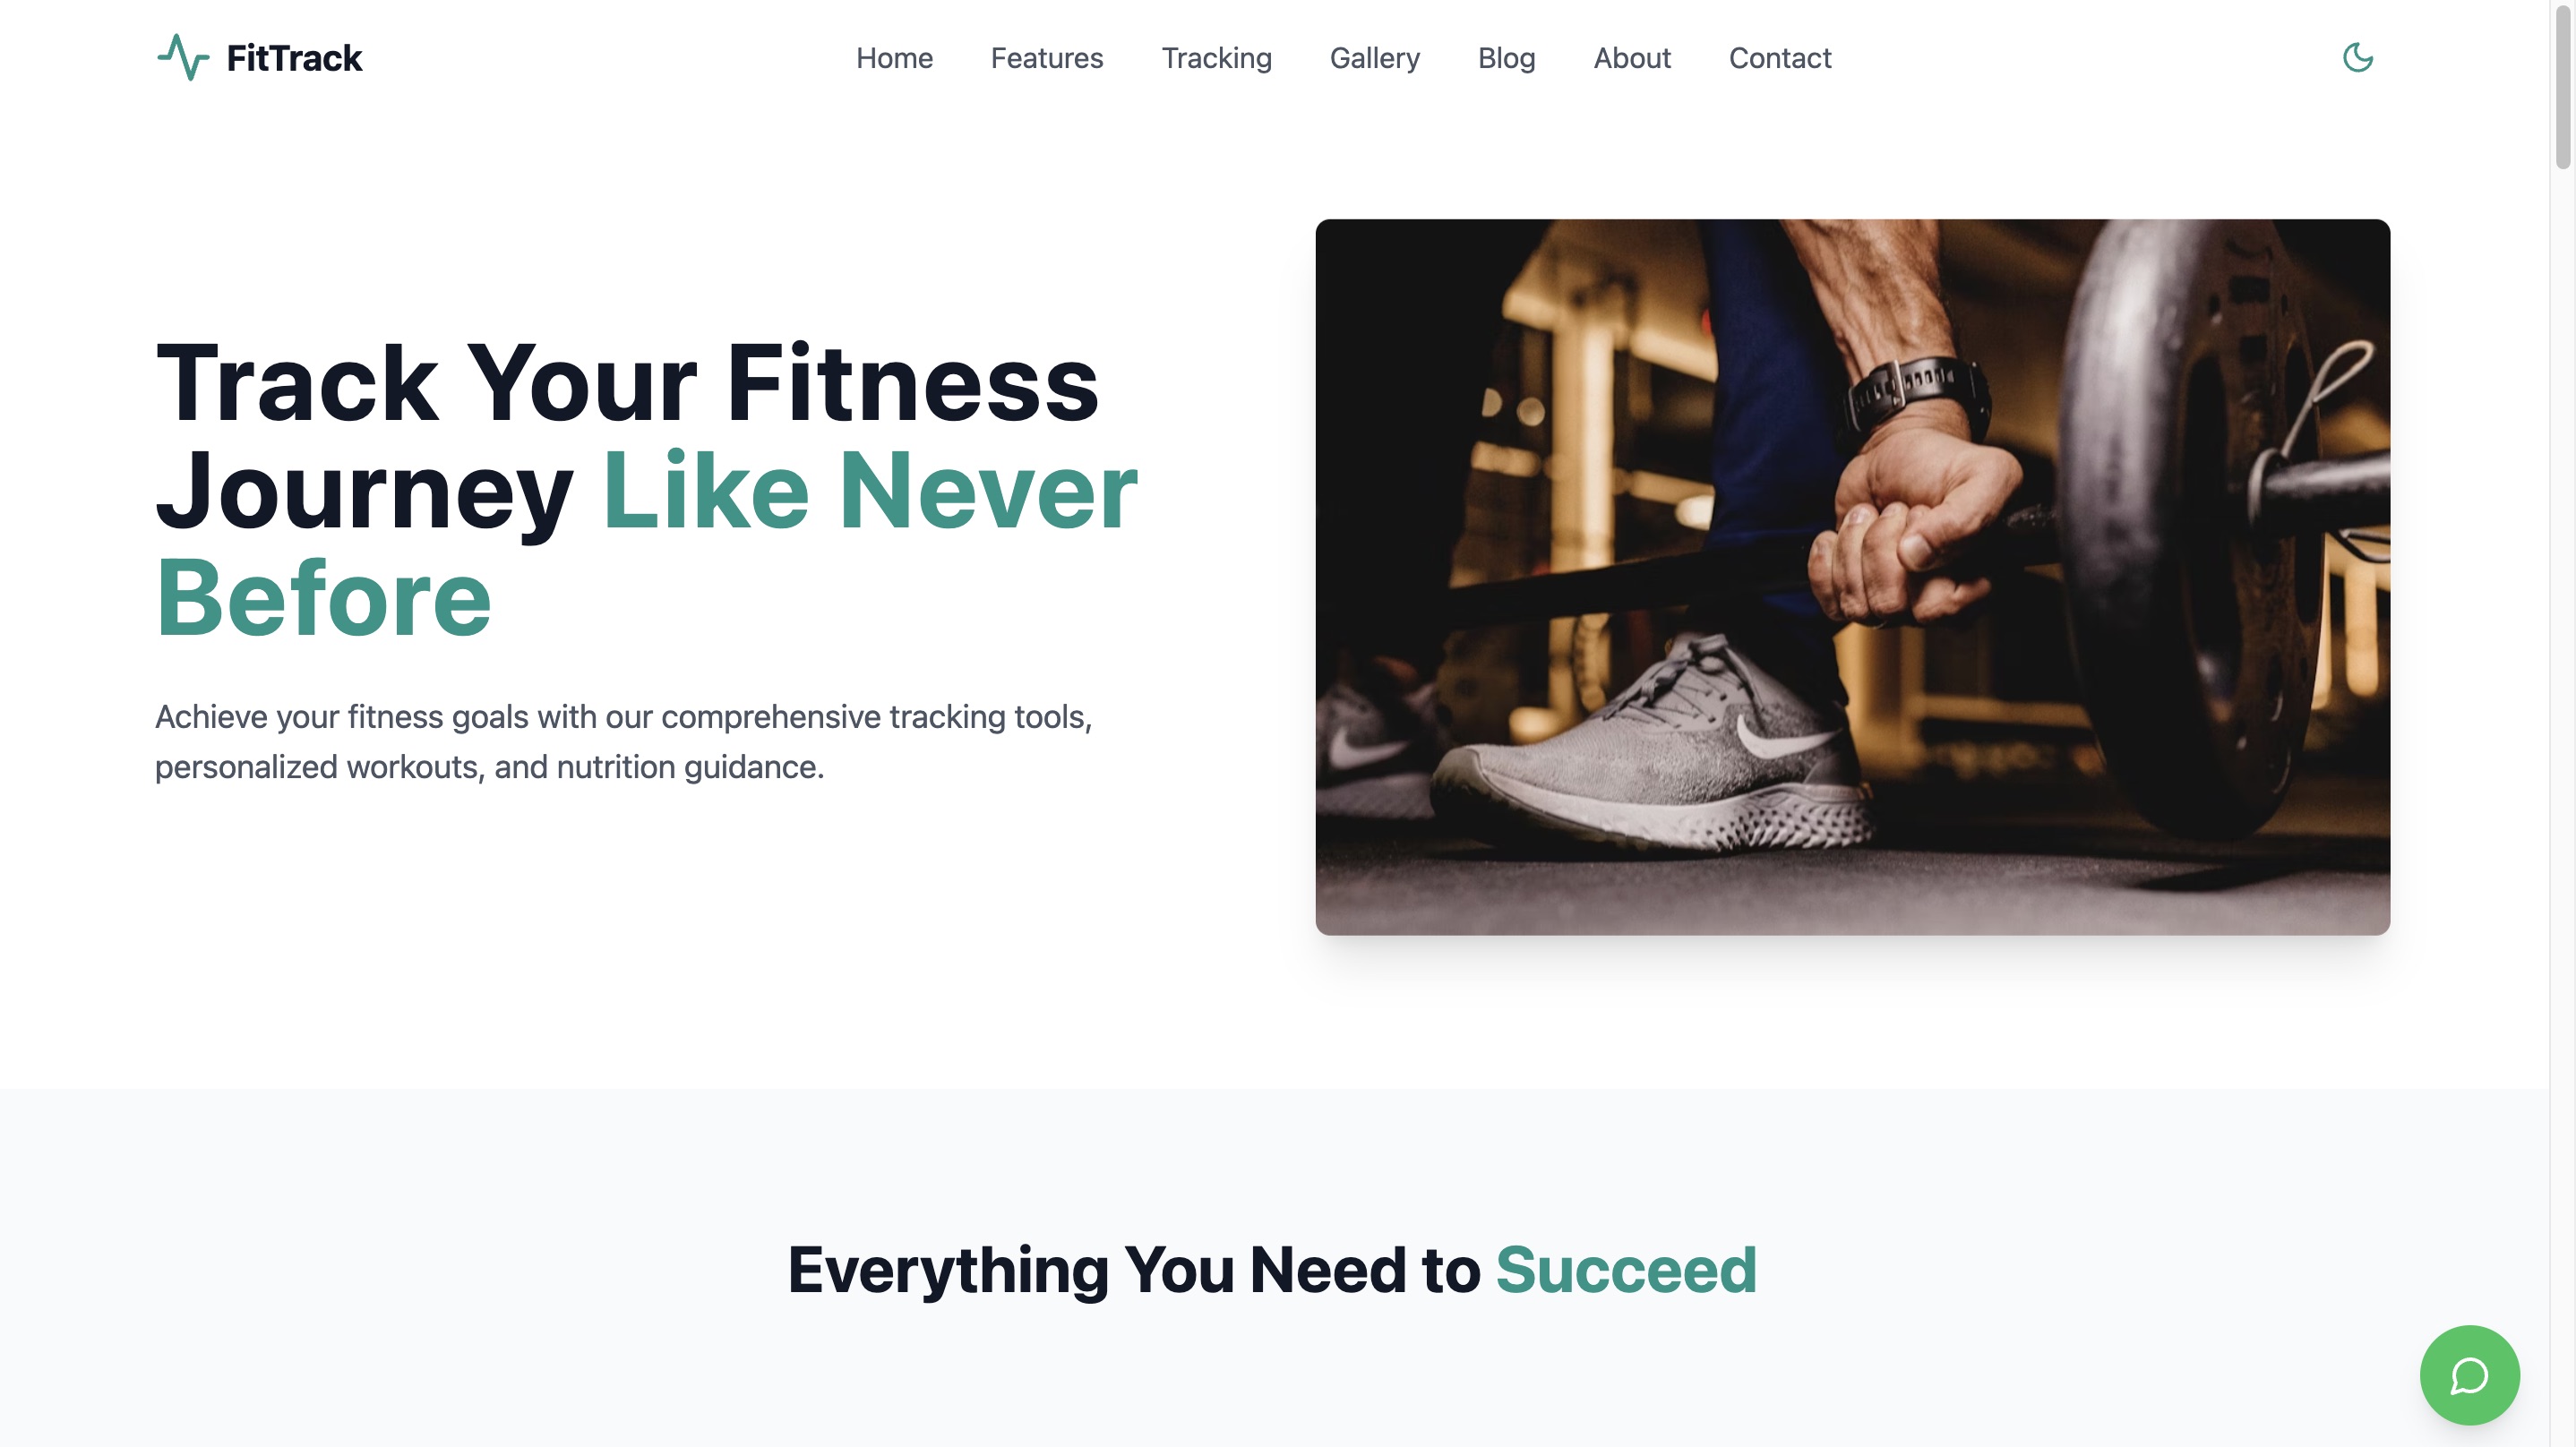 FitTrack
Home Features Tracking Gallery Blog About Contact
Track Your Fitness
Journey Like Never
Before
Achieve your fitness goals with our comprehensive tracking tools,
personalized workouts, and nutrition guidance.
Everything You Need to Succeed